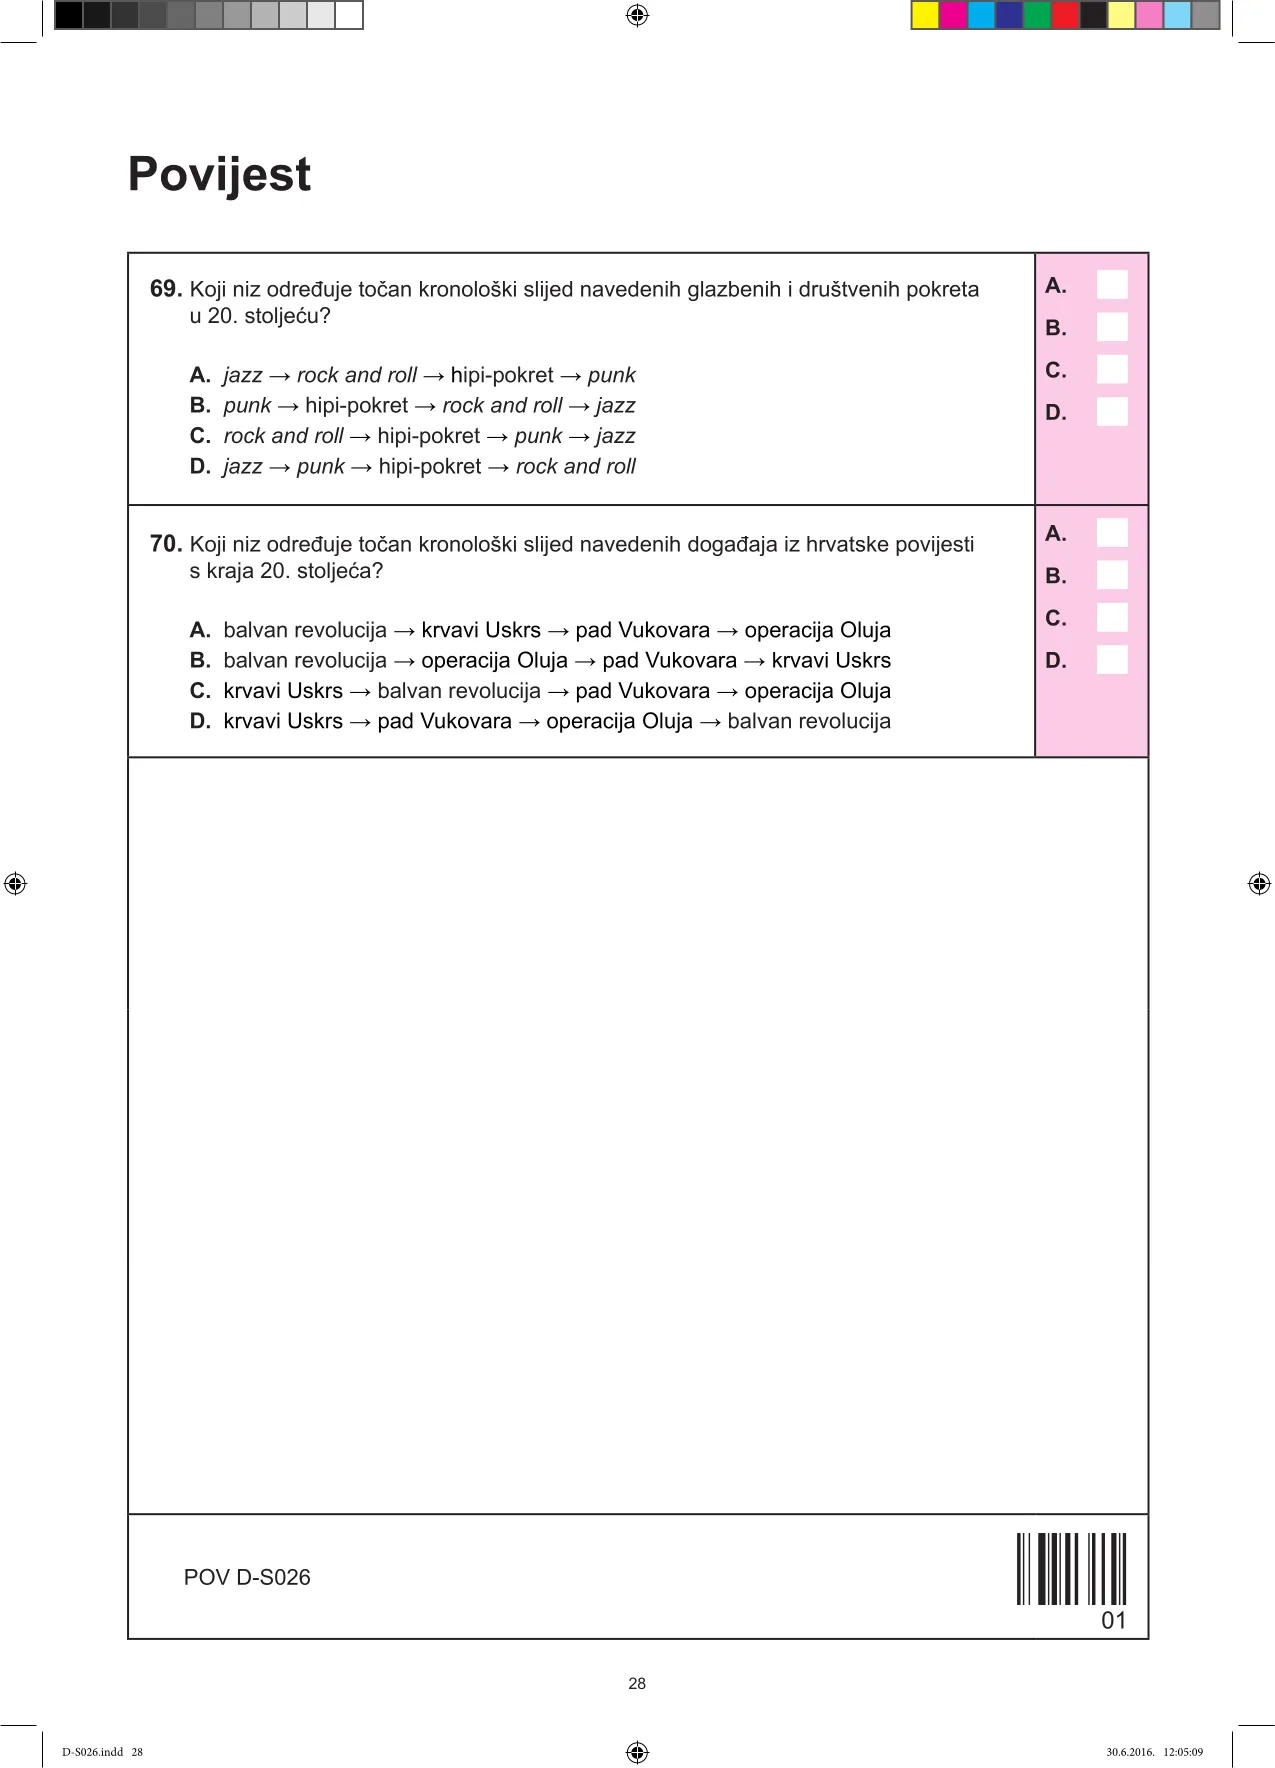 Povijest
69. Koji niz određuje točan kronološki slijed navedenih glazbenih i društvenih pokreta
u 20. stoljeću?
A. jazz → rock and roll → hipi-pokret → punk
B. punk → hipi-pokret → rock and roll → jazz
C. rock and roll → hipi-pokret → punk → jazz
D. jazz → punk → hipi-pokret → rock and roll
A.
B.
C.
D.
70. Koji niz određuje točan kronološki slijed navedenih događaja iz hrvatske povijesti
s kraja 20. stoljeća?
A. balvan revolucija → krvavi Uskrs → pad Vukovara → operacija Oluja
B. balvan revolucija → operacija Oluja → pad Vukovara → krvavi Uskrs
C. krvavi Uskrs → balvan revolucija → pad Vukovara → operacija Oluja
D. krvavi Uskrs → pad Vukovara → operacija Oluja → balvan revolucija
A.
B.
C.
D.
POV D-S026
01
28
D-S026.indd 28
30.6.2016. 12:05:09